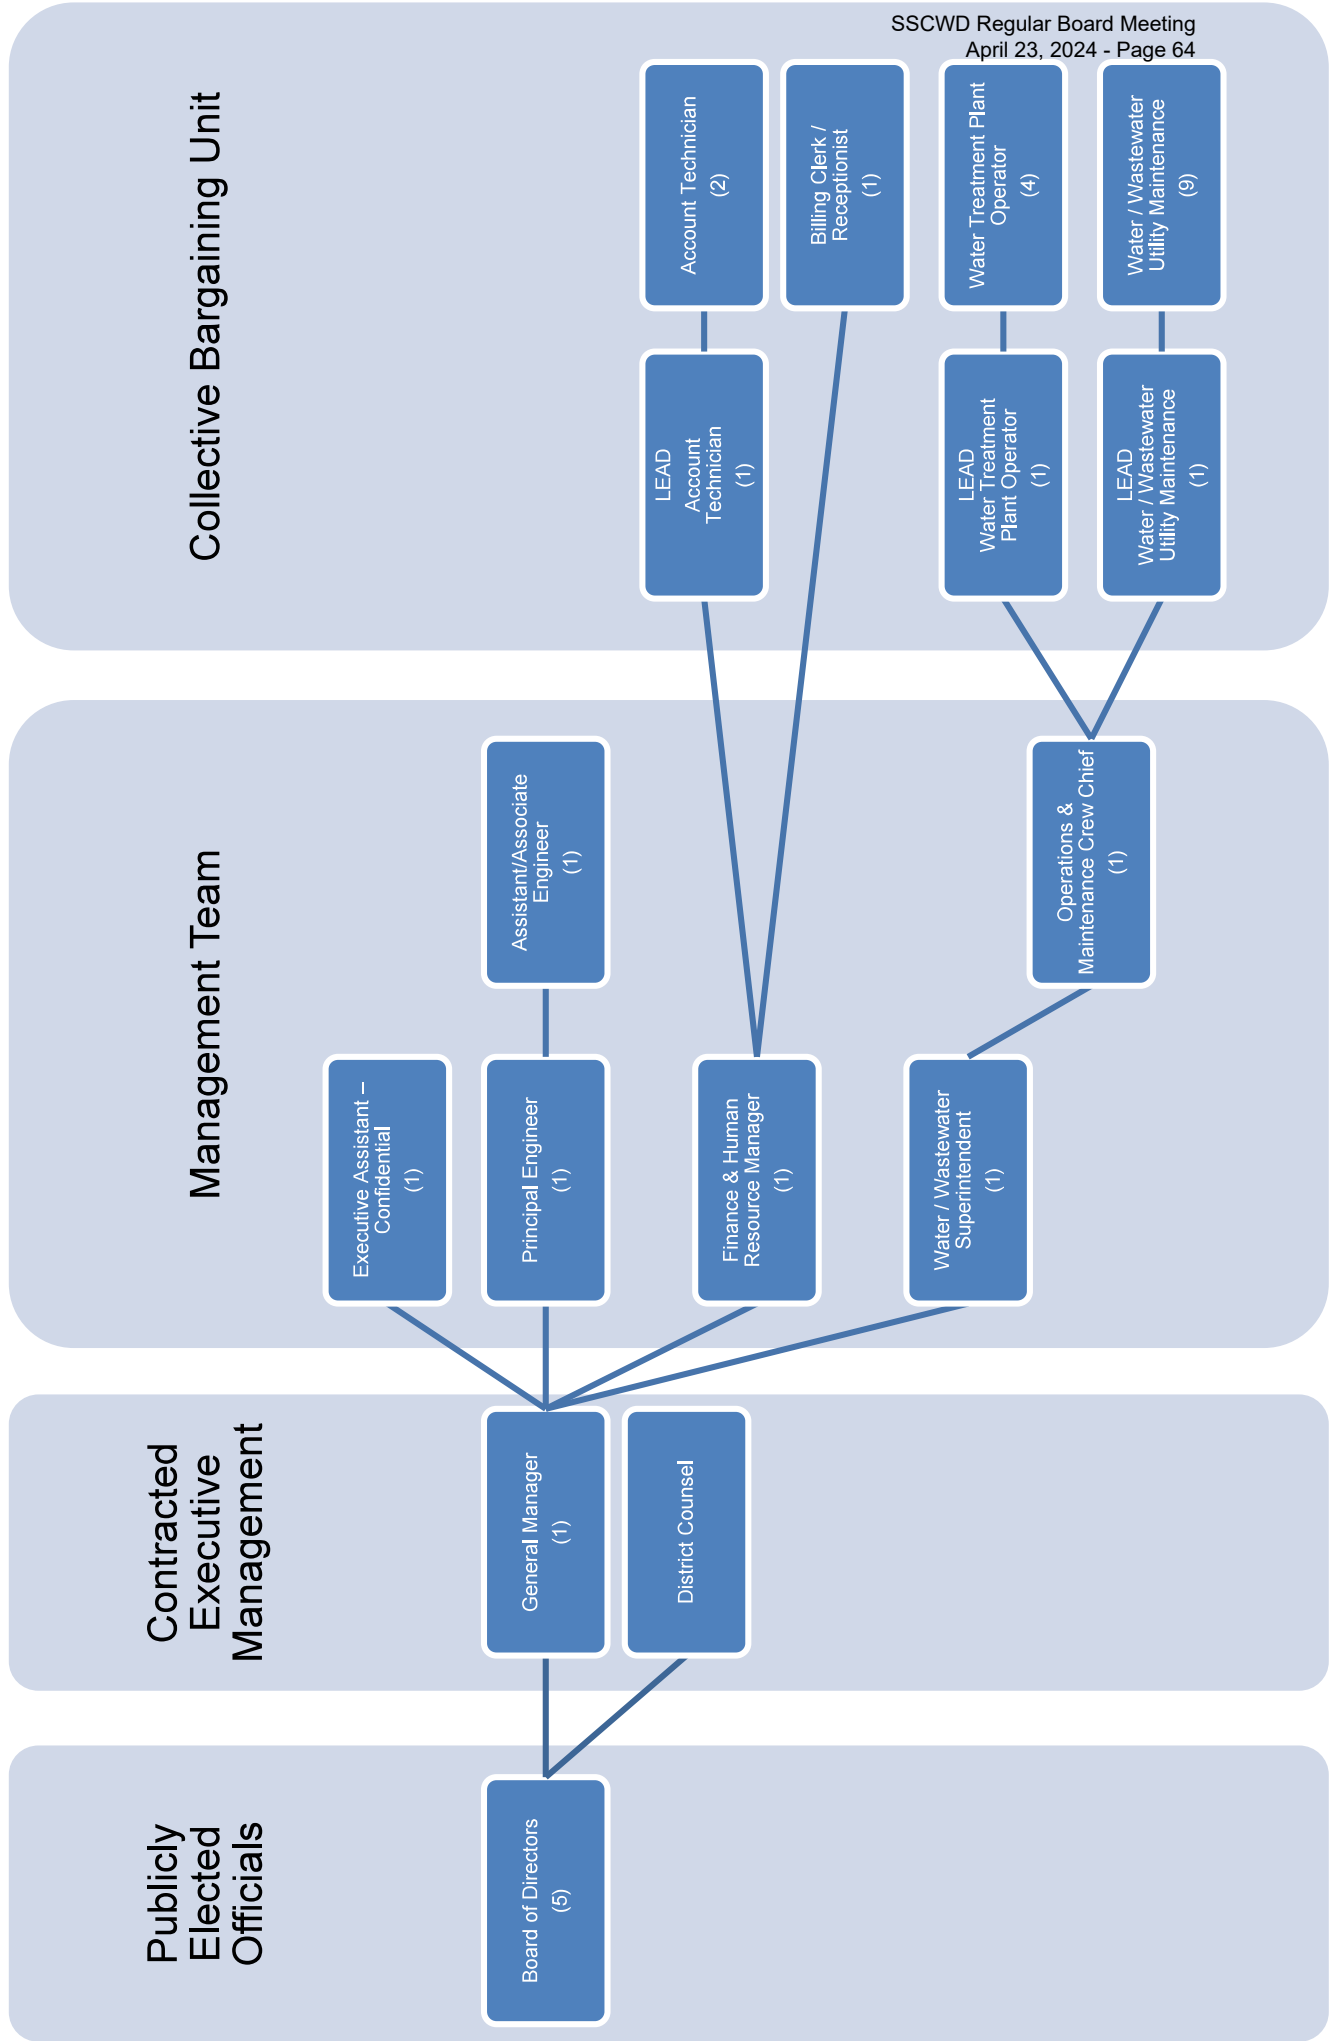 SSCWD Regular Board Meeting
April 23, 2024 - Page 64
Publicly
Elected
Officials
Board of Directors
(5)
Contracted
Executive
Management
General Manager
(1)
District Counsel
Management Team
Executive Assistant –
Confidential
(1)
Principal Engineer
(1)
Assistant/Associate
Engineer
(1)
Finance & Human
Resource Manager
(1)
Water / Wastewater
Superintendent
(1)
Operations &
Maintenance Crew Chief
(1)
Collective Bargaining Unit
LEAD
Account
Technician
(1)
Account Technician
(2)
Billing Clerk /
Receptionist
(1)
LEAD
Water Treatment
Plant Operator
(1)
Water Treatment Plant
Operator
(4)
LEAD
Water / Wastewater
Utility Maintenance
(1)
Water / Wastewater
Utility Maintenance
(9)